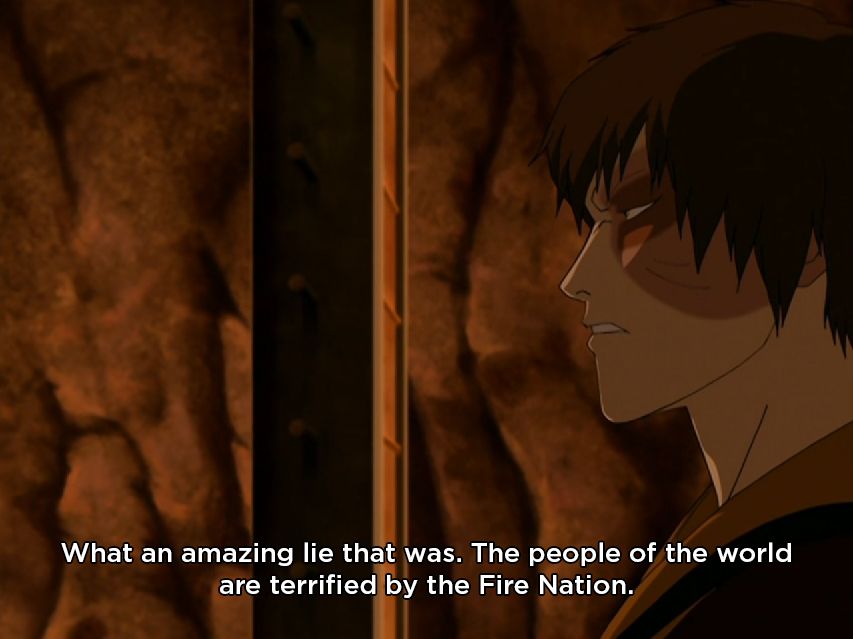 What an amazing lie that was. The people of the world
are terrified by the Fire Nation.